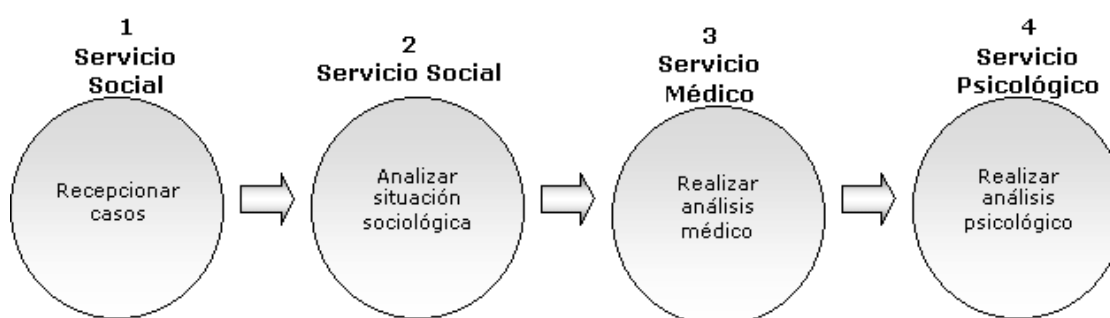 1
Servicio
Social
Recepcionar
casos
2
Servicio Social
Analizar
situación
sociológica
3
Servicio
Médico
Realizar
análisis
médico
4
Servicio
Psicológico
Realizar
análisis
psicológico